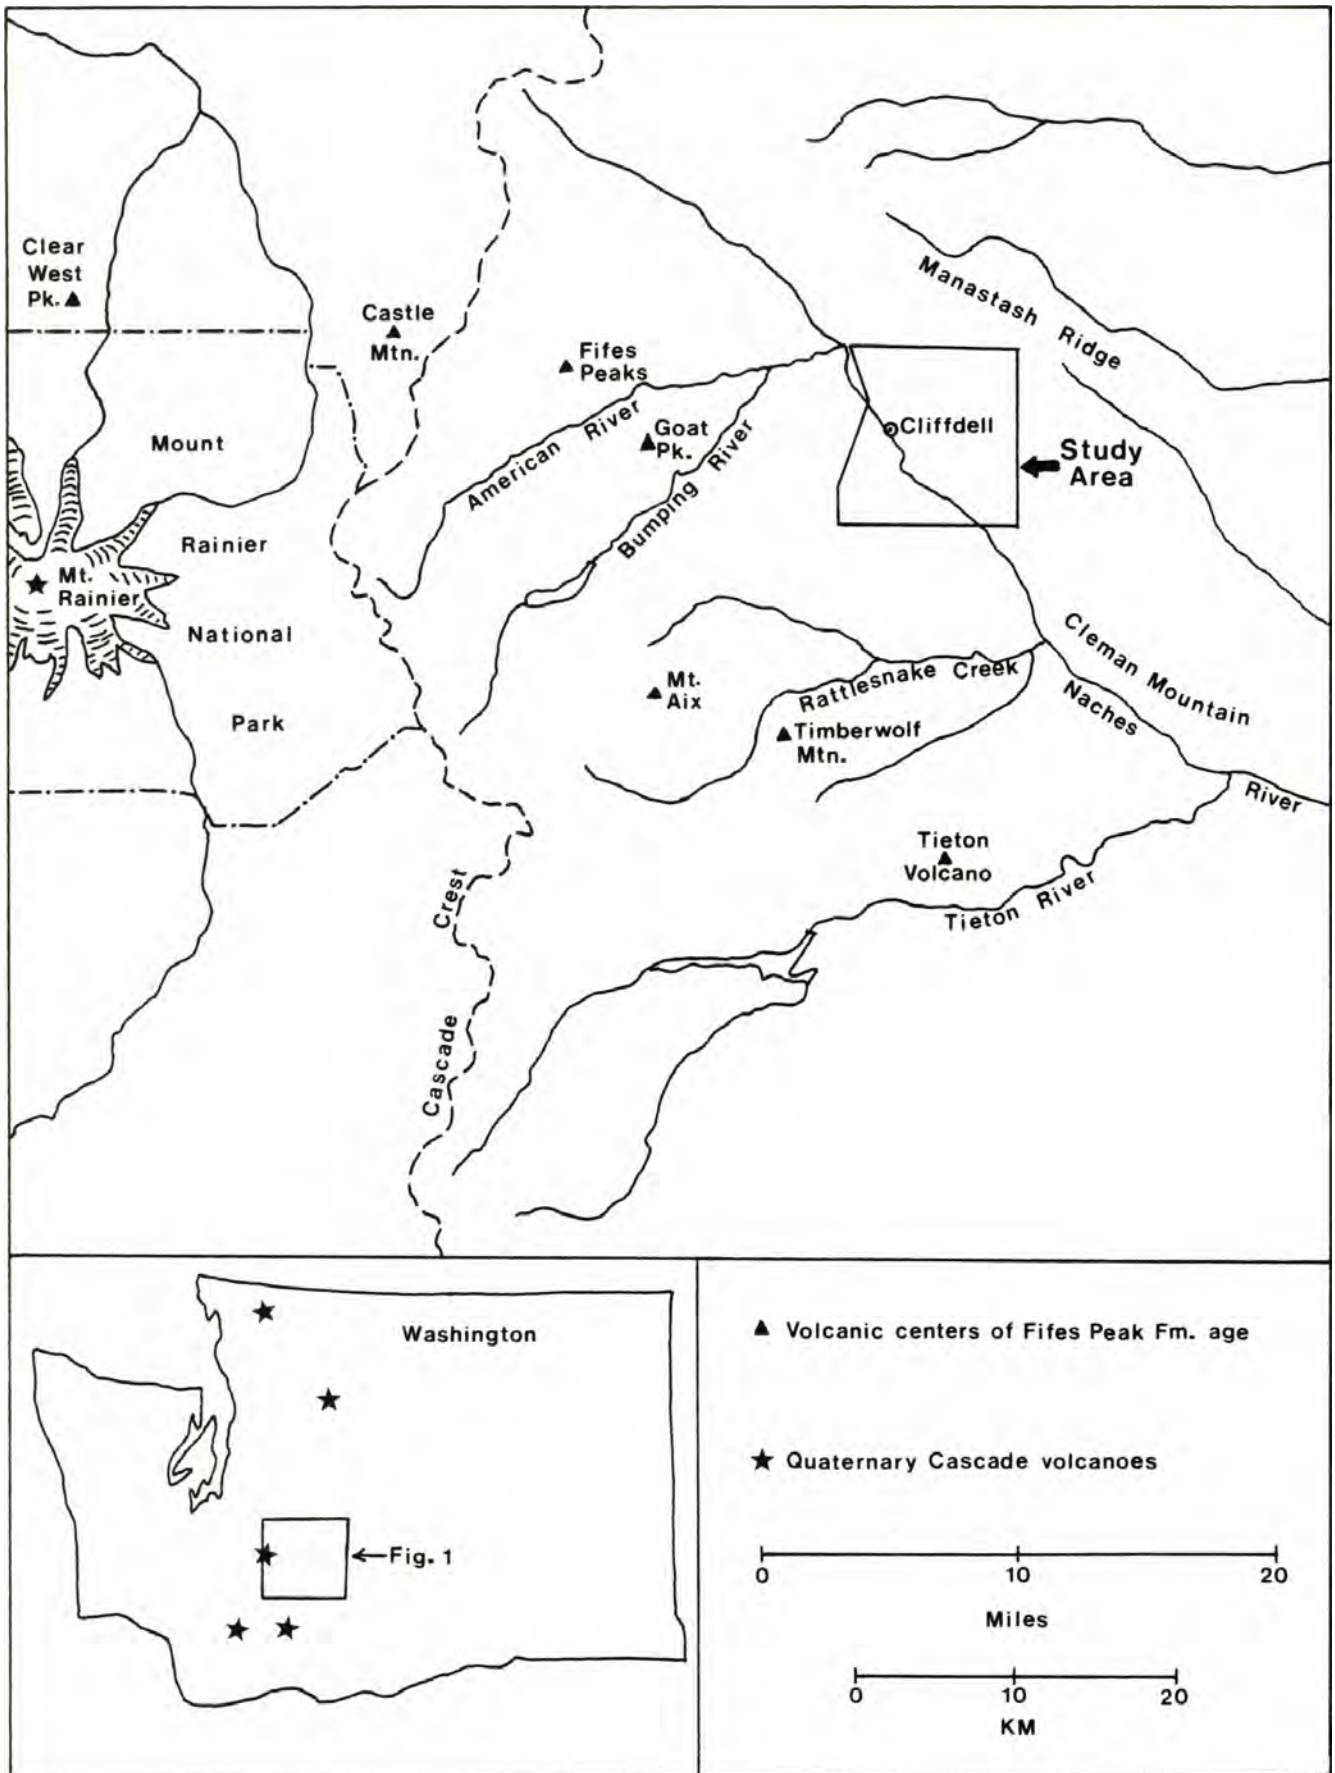 Clear
West
Pk.
Castle
Mtn.
Fifes
Peaks
Manastash Ridge
Mount
American River
Goat
Pk.
Bumping River
Cliffdell
Study
Area
Rainier
Mt.
Rainier
National
Park
Mt.
Aix
Rattlesnake Creek
Timberwolf
Mtn.
Cleman Mountain
Naches
River
Tieton
Volcano
Tieton River
Cascade Crest
Washington
Fig. 1
Volcanic centers of Fifes Peak Fm. age
Quaternary Cascade volcanoes
0 10 20
Miles
0 10 20
KM